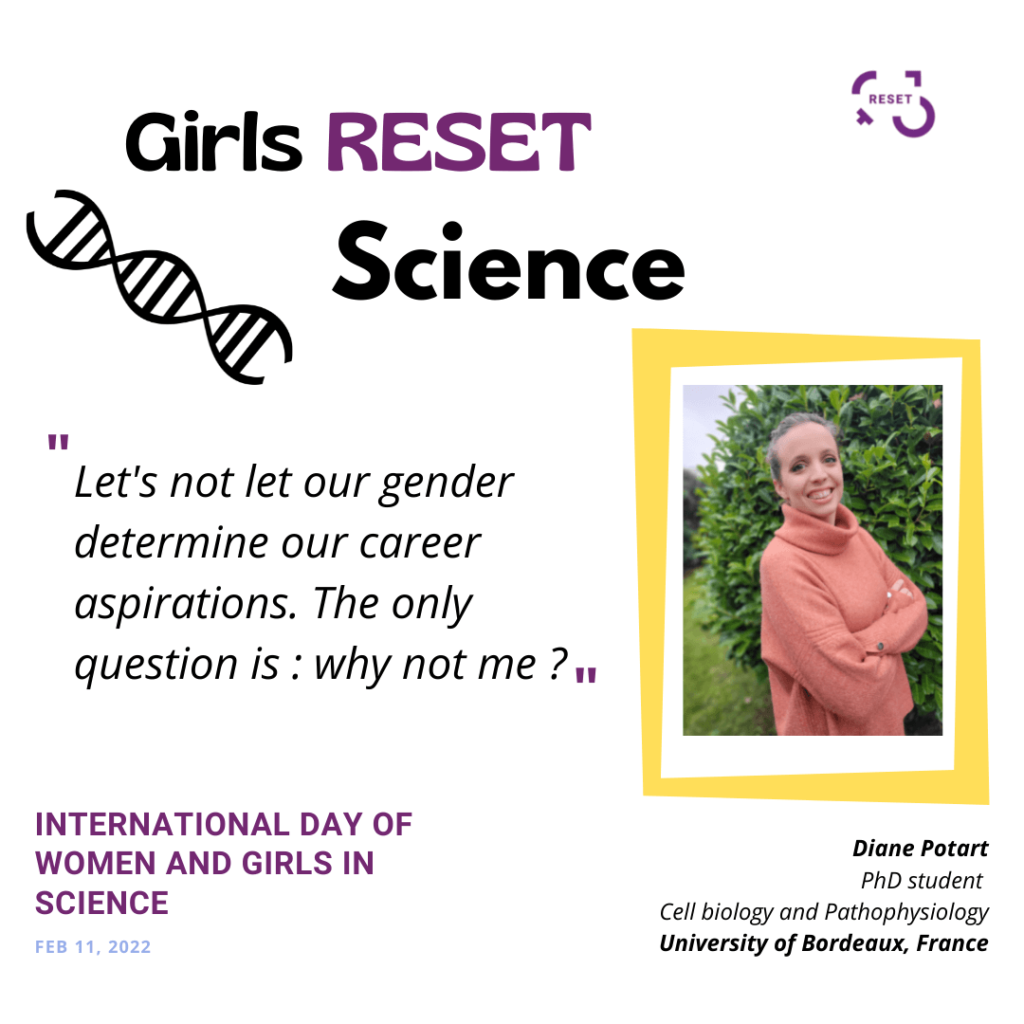 RESET
Girls RESET
Science
"
Let's not let our gender
determine our career
aspirations. The only
question is : why not me ? "
INTERNATIONAL DAY OF
WOMEN AND GIRLS IN
SCIENCE
FEB 11, 2022
Diane Potart
PhD student
Cell biology and Pathophysiology
University of Bordeaux, France